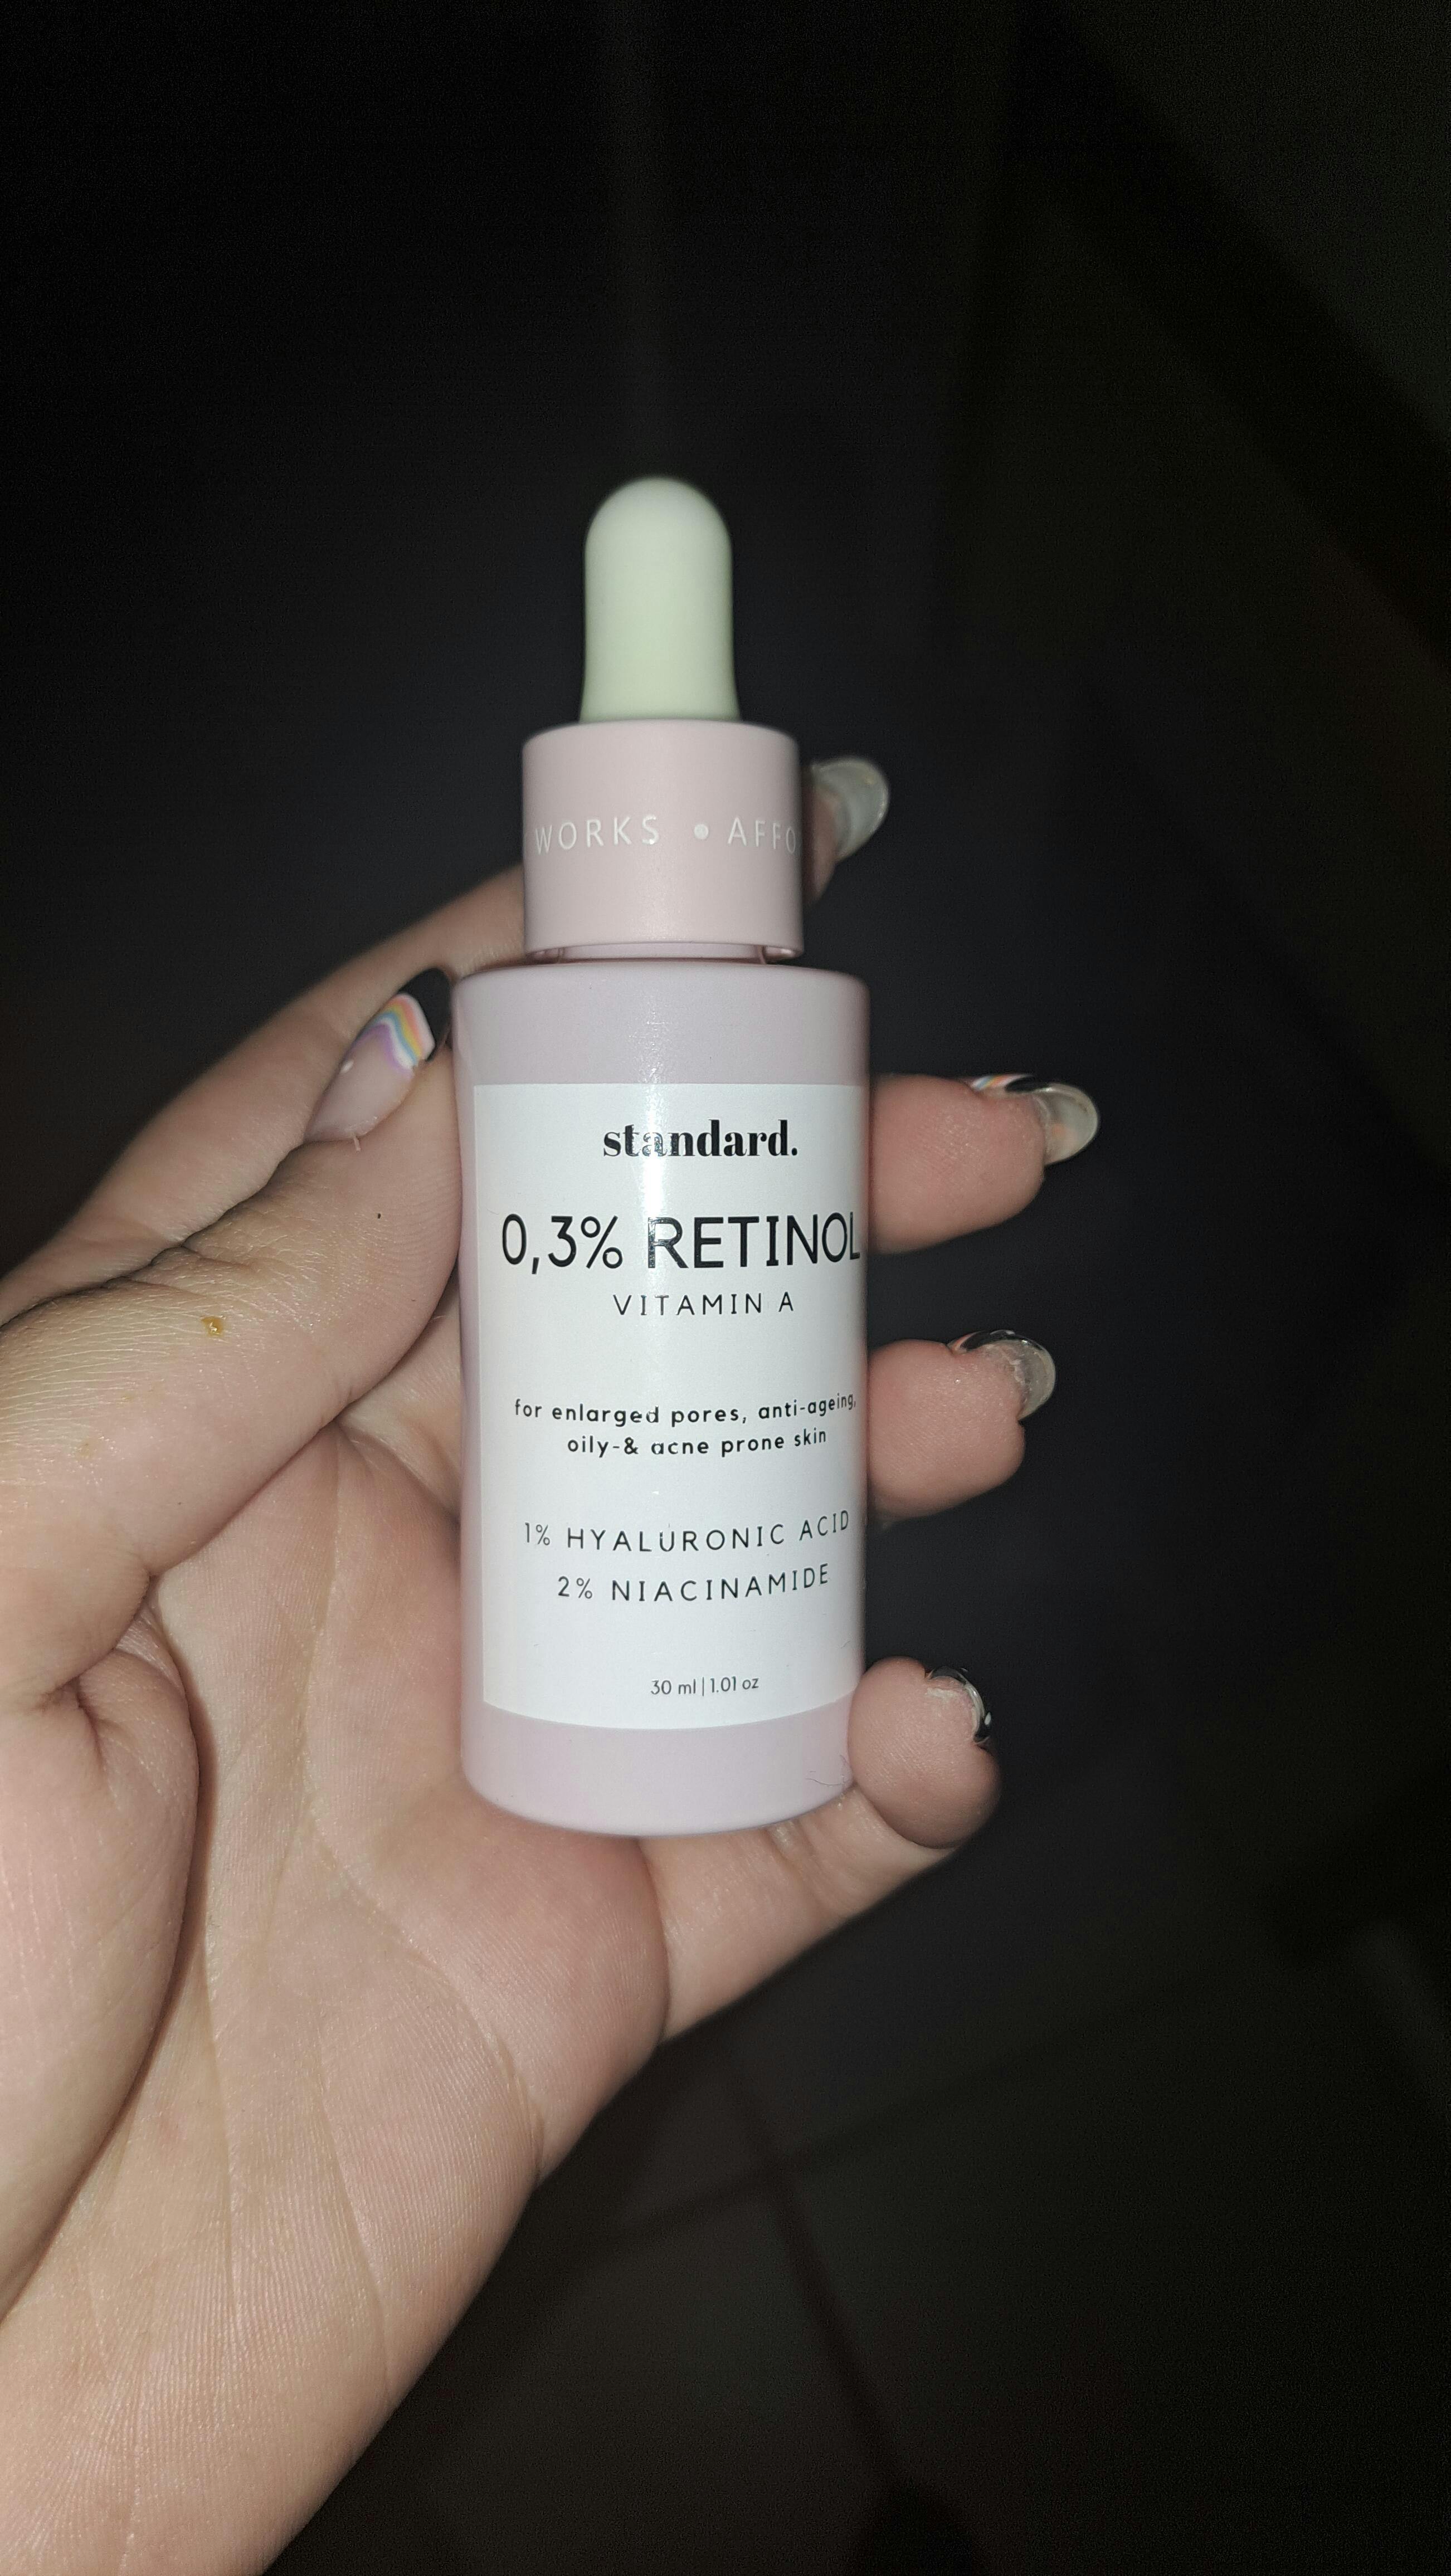 WORKS • AFFO
standard.
0,3% RETINOL
VITAMIN A
for enlarged pores, anti-ageing,
oily-& acne prone skin
1% HYALURONIC ACID
2% NIACINAMIDE
30 ml | 1.01 oz